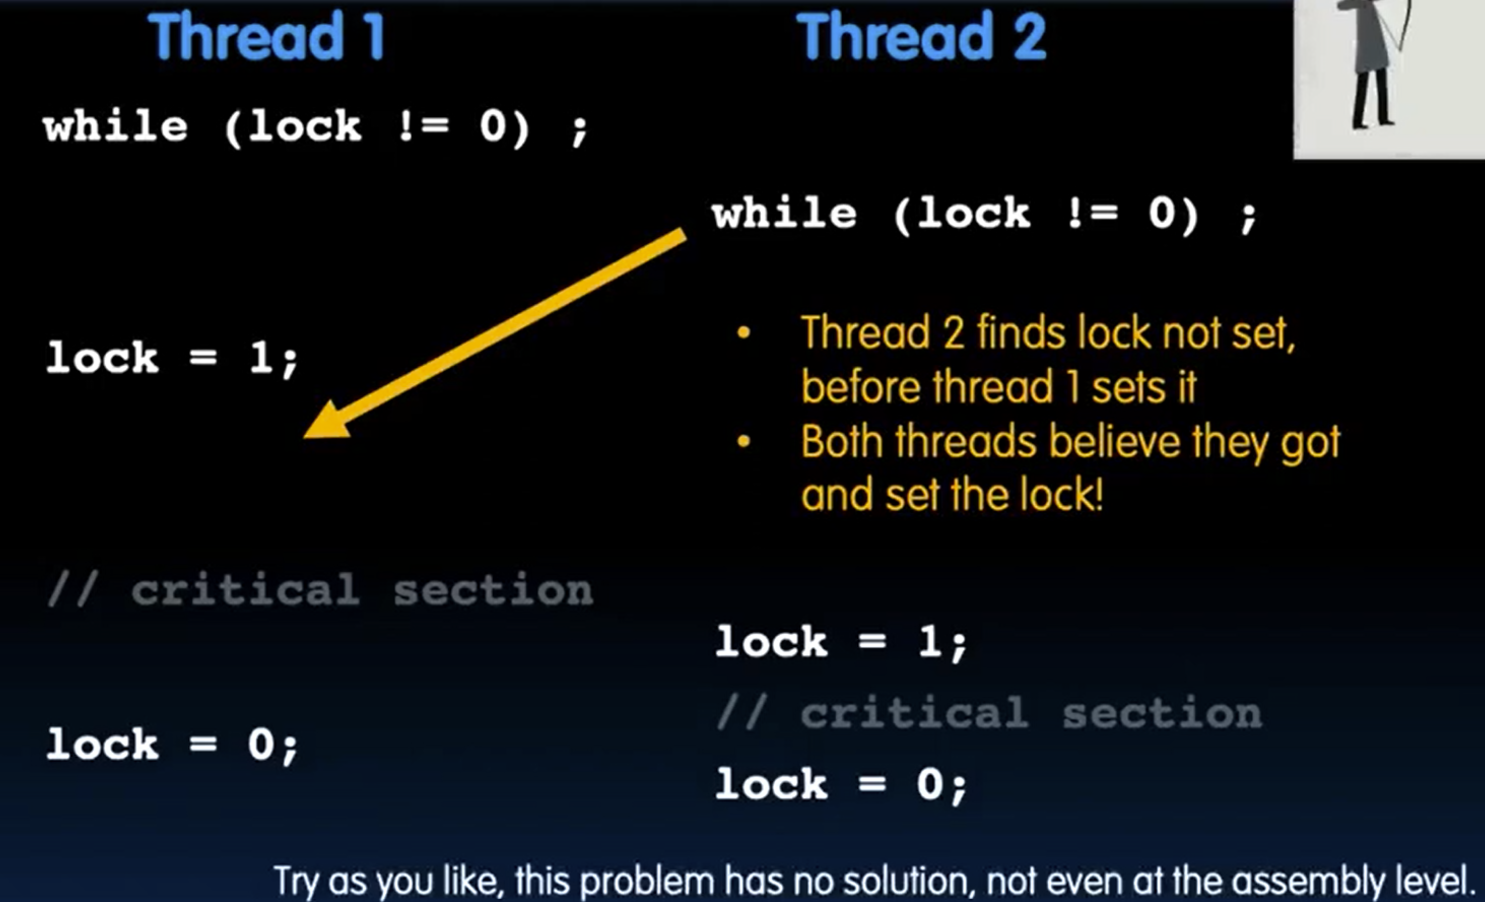 Thread 1
Thread 2
while (lock != 0) ;
while (lock != 0) ;
lock = 1;
• Thread 2 finds lock not set,
before thread 1 sets it
• Both threads believe they got
and set the lock!
// critical section
lock = 1;
// critical section
lock = 0;
lock = 0;
Try as you like, this problem has no solution, not even at the assembly level.